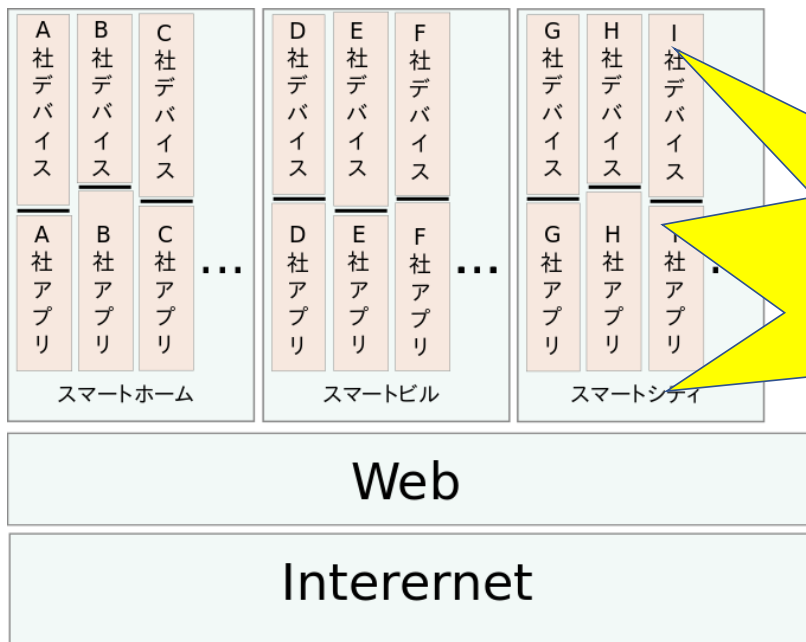 A社デバイス
B社デバイス
C社デバイス
A社アプリ
B社アプリ
C社アプリ
...
スマートホーム
D社デバイス
E社デバイス
F社デバイス
D社アプリ
E社アプリ
F社アプリ
...
スマートビル
G社デバイス
H社デバイス
I社デバイス
G社アプリ
H社アプリ
I社アプリ
スマートシティ
Web
Interernet